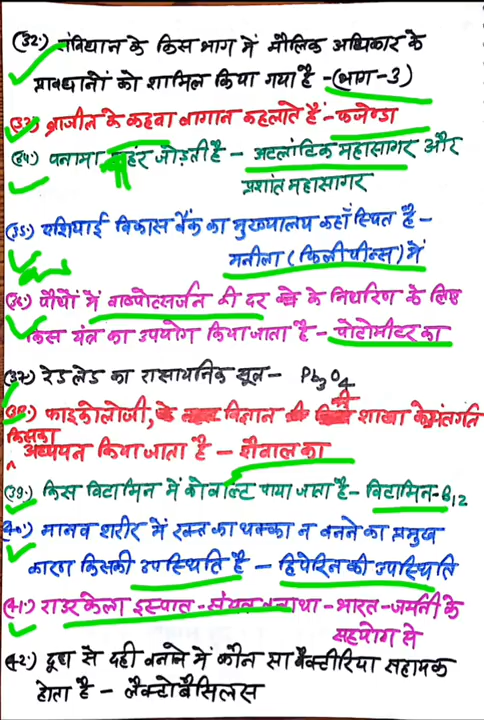 (32.) संविधान के किस भाग में मौलिक अधिकार के
प्रावधानों को शामिल किया गया है - (भाग-3)
(33) ब्राजील के कहवा बागान कहलाते हैं - फजेण्डा
(34.) पनामा नहर जोड़ती है - अटलांटिक महासागर और
प्रशांत महासागर
(35.) एशियाई विकास बैंक का मुख्यालय कहाँ स्थित है -
मनीला (फिलीपीन्स) में
(36.) पौधों में वाष्पोत्सर्जन की दर के निर्धारण के लिए
किस यंत्र का उपयोग किया जाता है - पोटोमीटर का
(37.) रेड लेड का रासायनिक सूत्र - Pb3O4
(38.) फाइकोलॉजी, विज्ञान की शाखा के अंतर्गत
किसका अध्ययन किया जाता है - शैवाल का
(39.) किस विटामिन में कोबाल्ट पाया जाता है - विटामिन-B12
(40.) मानव शरीर में रक्त का थक्का न बनने का प्रमुख
कारण किसकी उपस्थिति है - हिपेरिन की उपस्थिति
(41.) राउरकेला इस्पात - संयंत्र बना था - भारत - जर्मनी के
सहयोग से
(42.) दूध से दही बनाने में कौन सा बैक्टीरिया सहायक
होता है - लैक्टोबैसिलस